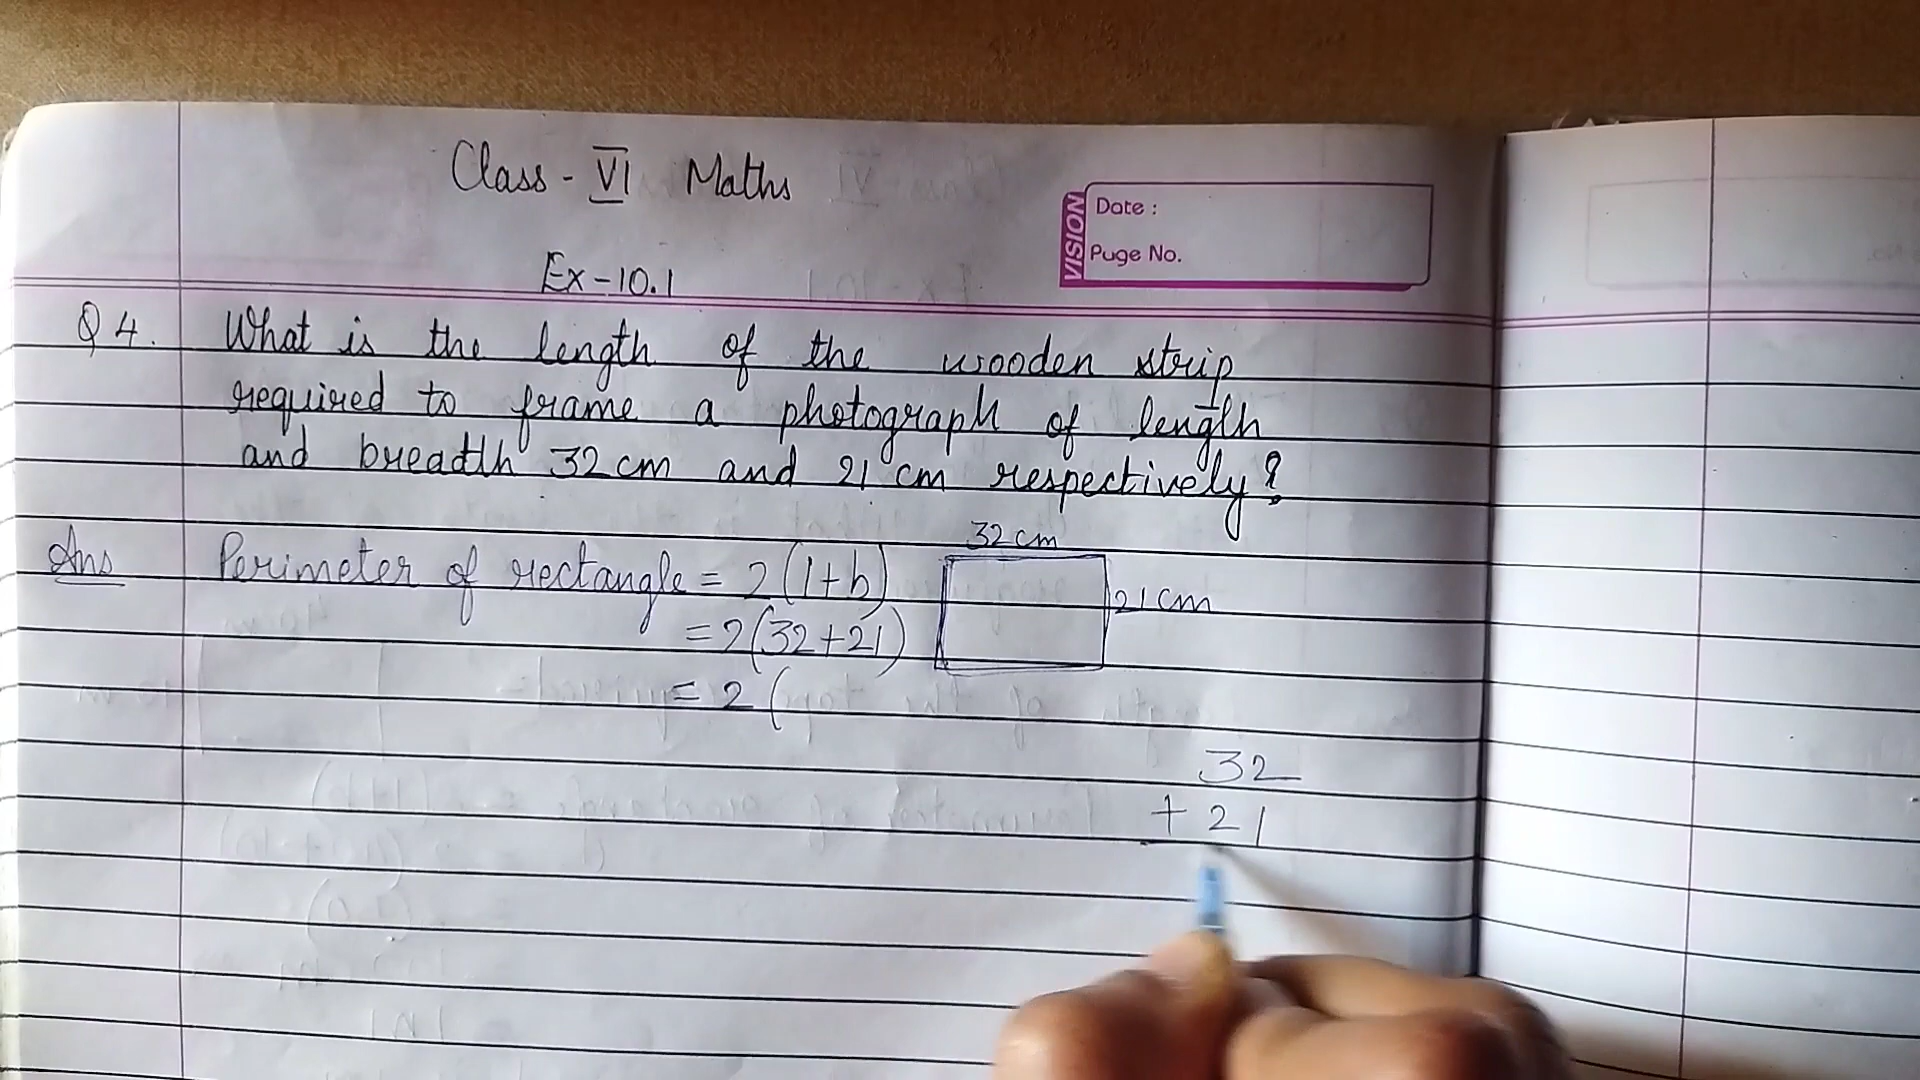 Class - VI Maths
VISION
Date :
Page No.
Ex-10.1
Q 4. What is the length of the wooden strip
required to frame a photograph of length
and breadth 32 cm and 21 cm respectively?
32 cm
Ans Perimeter of rectangle = 2(l+b)
21 cm
= 2(32+21)
= 2(
32
+ 21